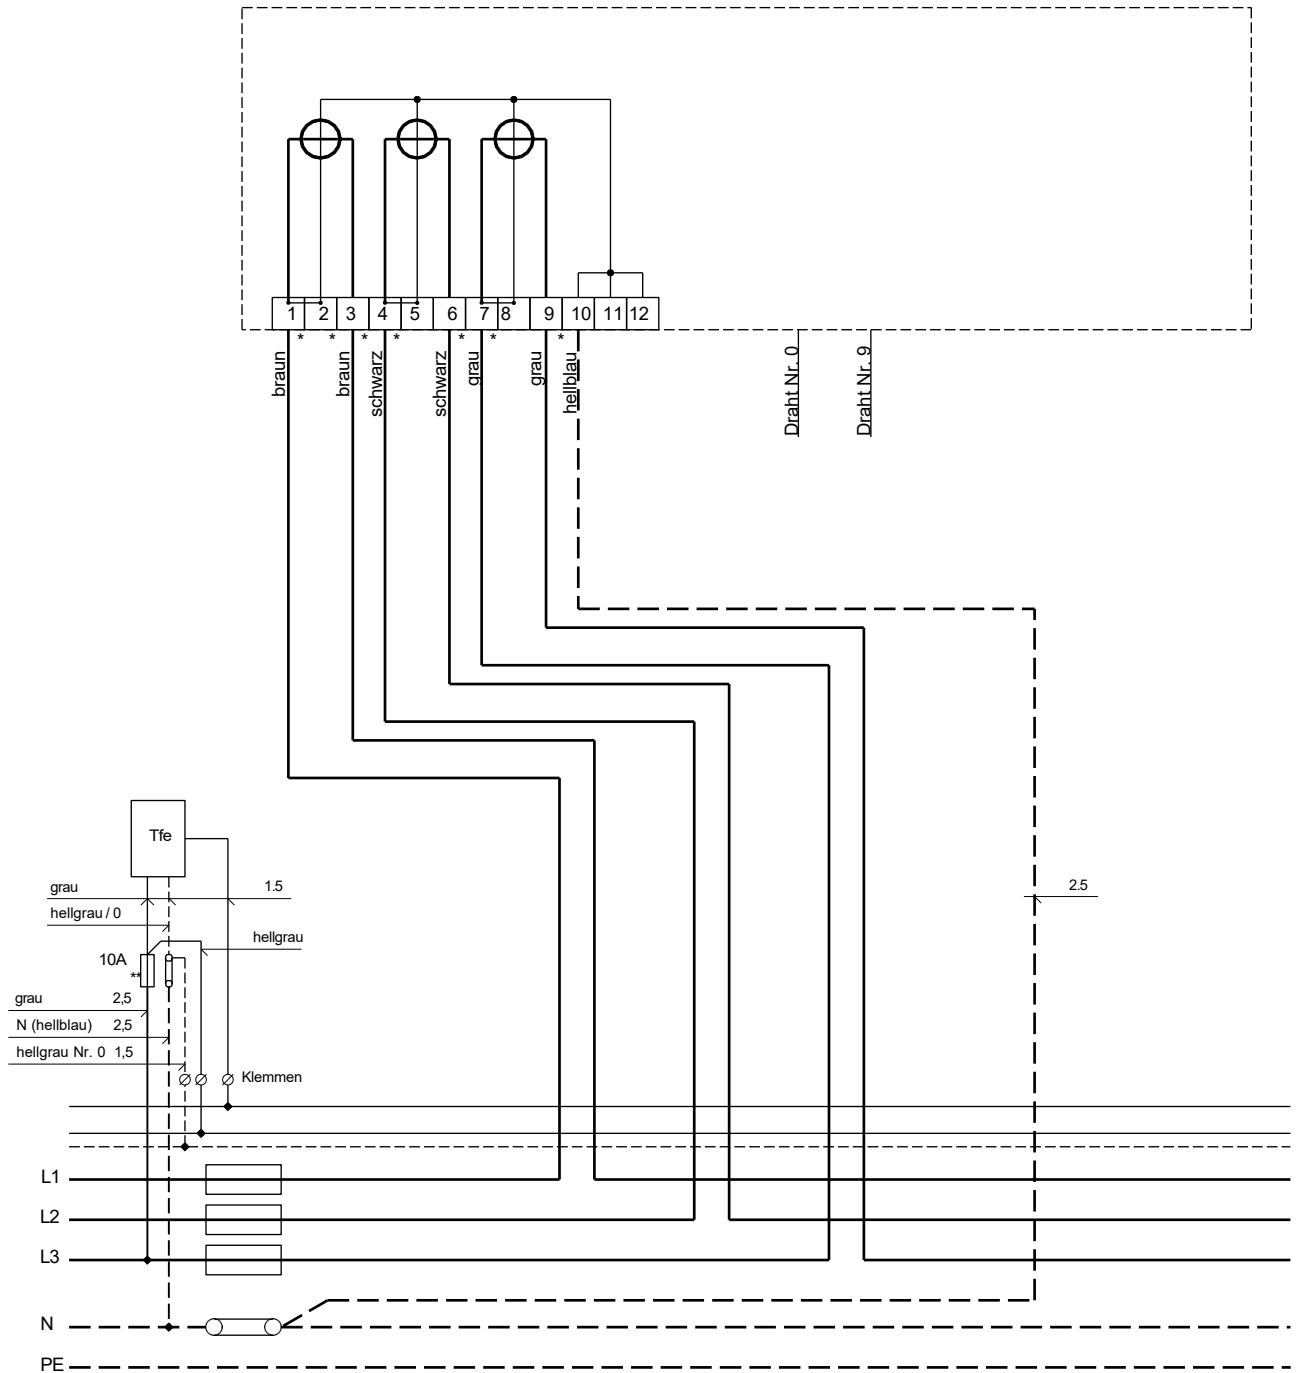 1 2 3 4 5 6 7 8 9 10 11 12
* * * * * * *
braun
braun
schwarz
schwarz
grau
grau
hellblau
Draht Nr. 0
Draht Nr. 9
Tfe
grau 1.5
2.5
hellgrau / 0
hellgrau
10A
**
grau 2,5
N (hellblau) 2,5
hellgrau Nr. 0 1,5
Klemmen
L1
L2
L3
N
PE